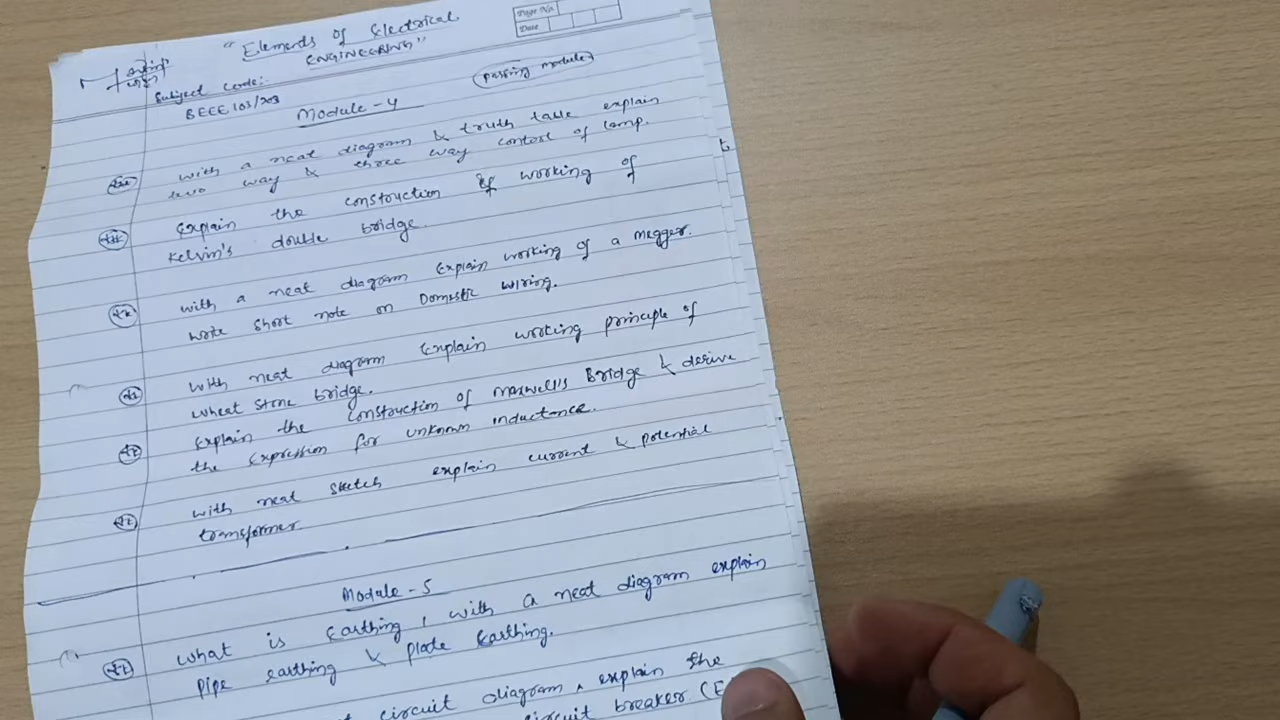 "Elements of Electrical
ENGINEERING"
Page No.
Date
Subject code:-
BEEE103/203
passing module
Module-4
with a neat diagram & truth table explain
two way & three way control of lamp.
Explain the construction & working of
Kelvin's double bridge.
with a neat diagram Explain working of a megger.
write short note on Domestic wiring.
with neat diagram Explain working principle of
wheat stone bridge.
Explain the construction of Maxwell's Bridge & derive
the Expression for unknown inductance.
with neat sketch explain current & potential
transformer
Module-5
What is Earthing, with a neat diagram explain
pipe earthing & plate Earthing.
circuit diagram, explain the
circuit breaker (E